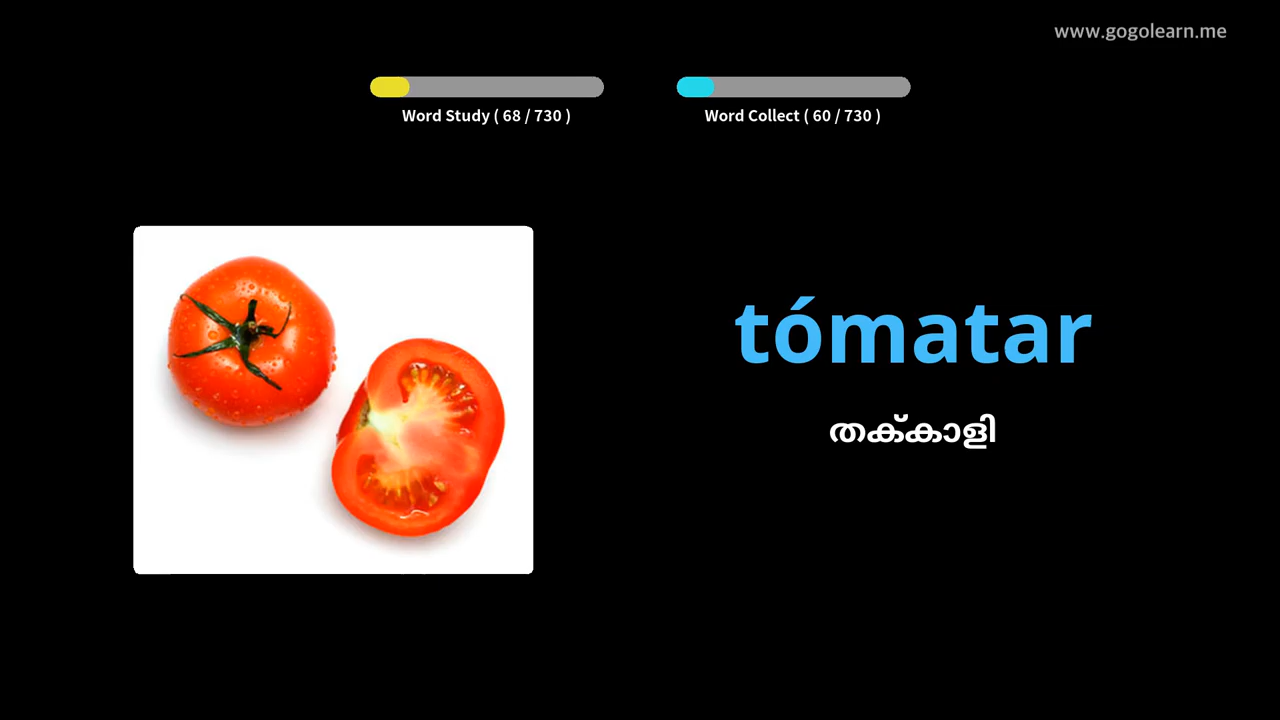 www.gogolearn.me
Word Study ( 68 / 730 )
Word Collect ( 60 / 730 )
tómatar
തക്കാളി